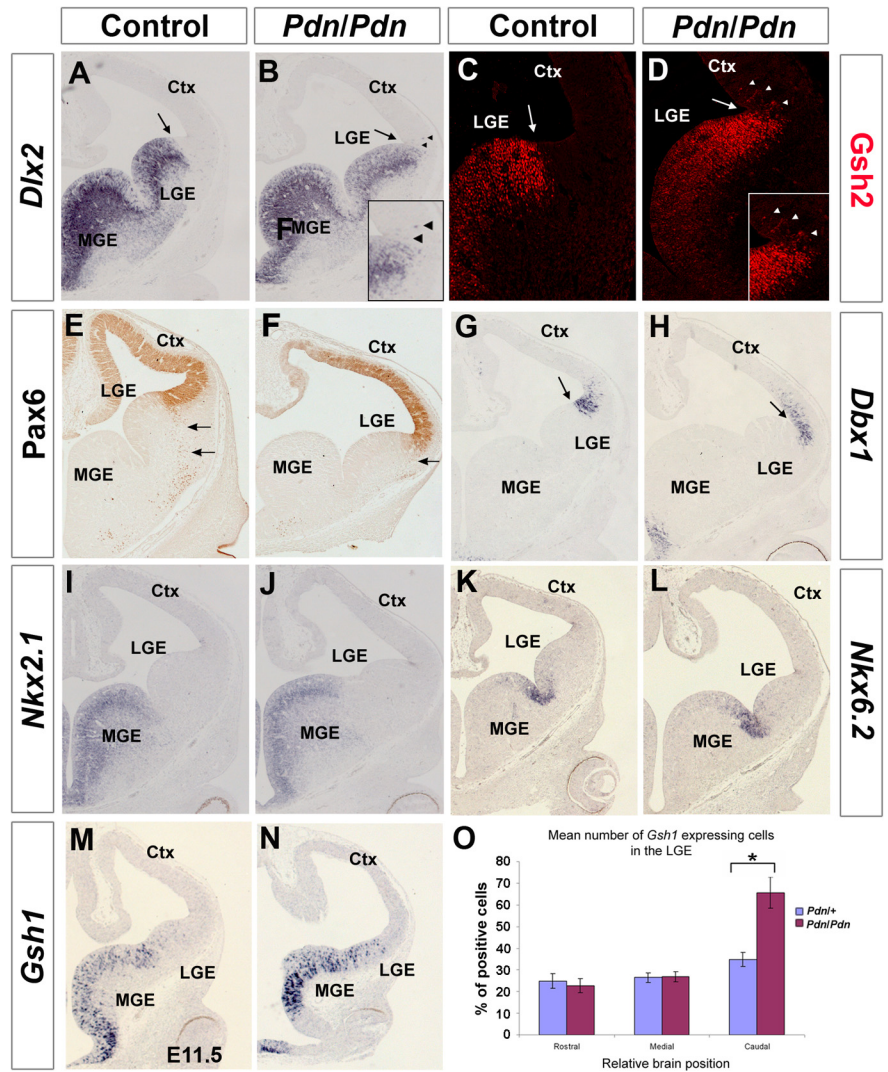 Control
Pdn/Pdn
Control
Pdn/Pdn
Dlx2
A
Ctx
LGE
MGE
B
Ctx
LGE
MGE
F
C
Ctx
LGE
D
Ctx
LGE
Gsh2
Pax6
E
Ctx
LGE
MGE
F
Ctx
LGE
MGE
G
Ctx
LGE
MGE
H
Ctx
LGE
MGE
Dbx1
Nkx2.1
I
Ctx
LGE
MGE
J
Ctx
LGE
MGE
K
Ctx
LGE
MGE
L
Ctx
LGE
MGE
Nkx6.2
Gsh1
M
Ctx
LGE
MGE
E11.5
N
Ctx
LGE
MGE
O
Mean number of Gsh1 expressing cells
in the LGE
% of positive cells
80
70
60
50
40
30
20
10
0
*
Pdn/+
Pdn/Pdn
Rostral
Medial
Caudal
Relative brain position